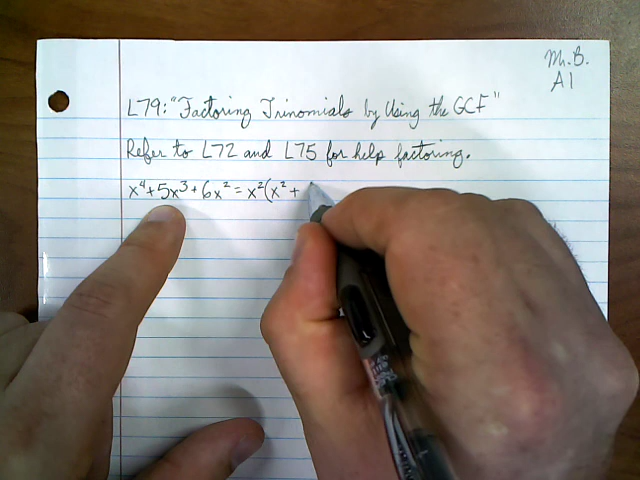 Mr. B.
A1
L79: "Factoring Trinomials by Using the GCF"
Refer to L72 and L75 for help factoring.
x⁴+5x³+6x² = x²(x² +